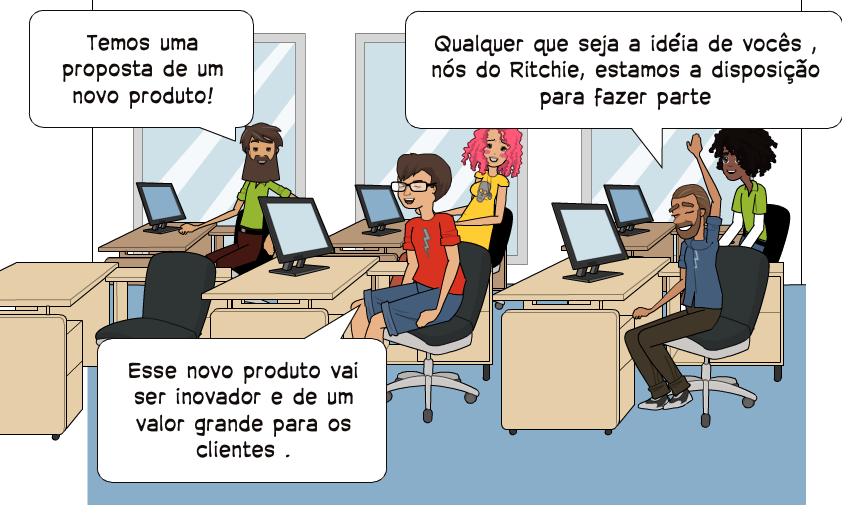 Temos uma
proposta de um
novo produto!
Qualquer que seja a idéia de vocês ,
nós do Ritchie, estamos a disposição
para fazer parte
Esse novo produto vai
ser inovador e de um
valor grande para os
clientes .